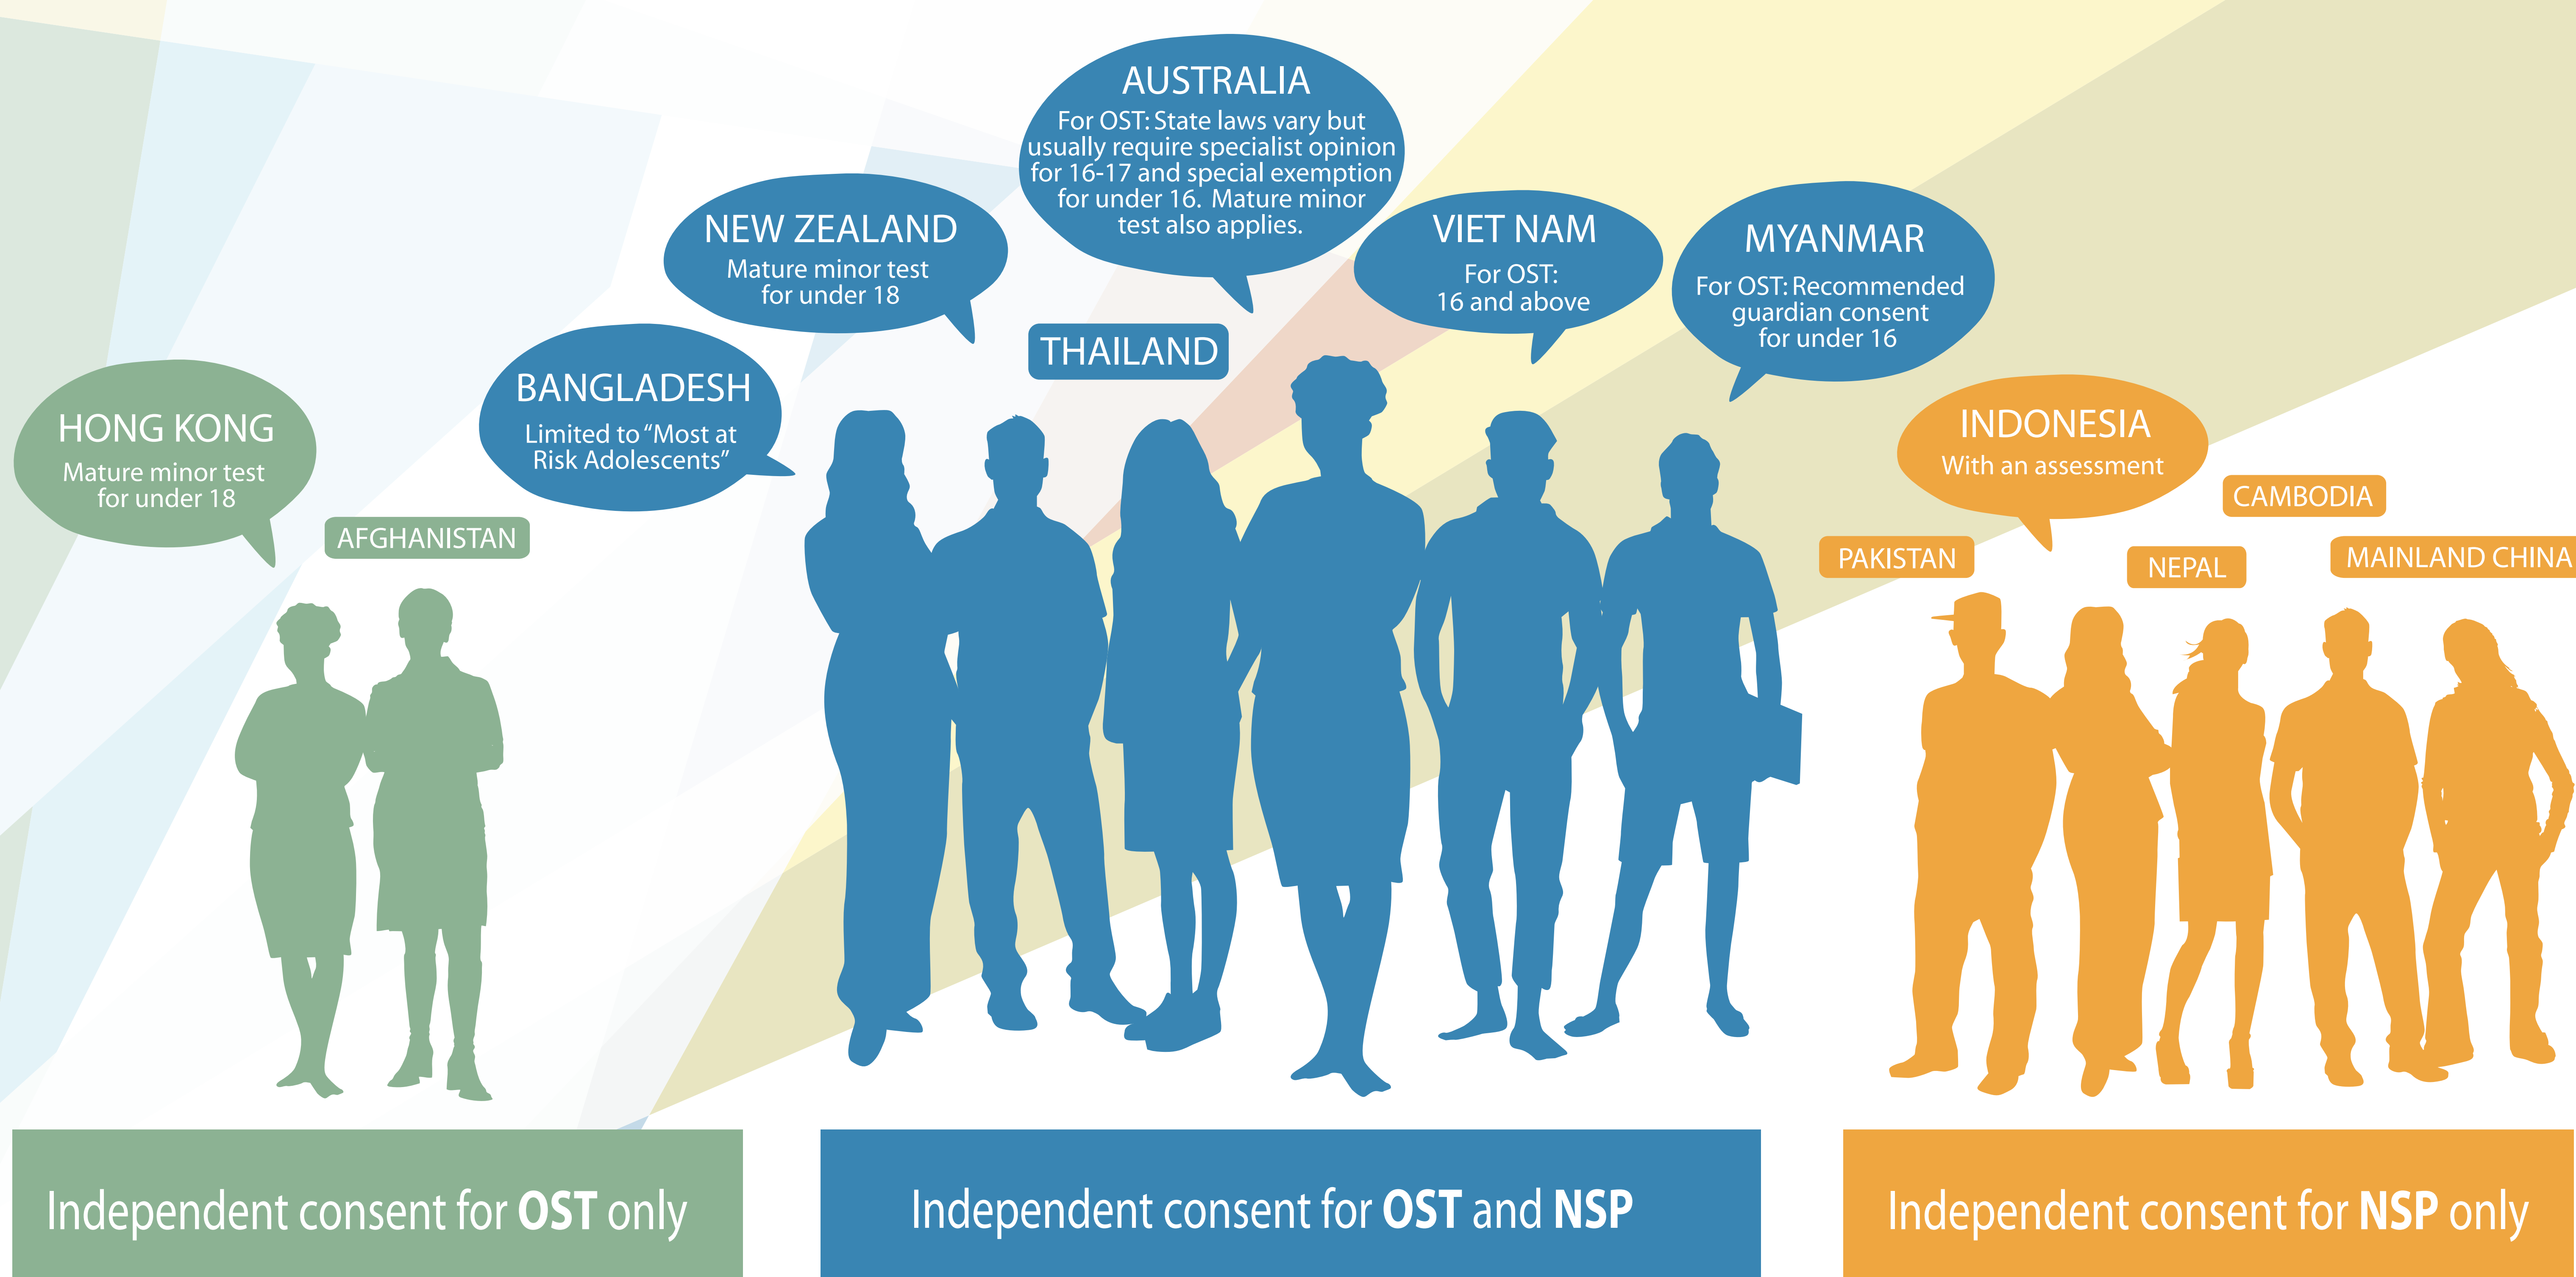 HONG KONG
Mature minor test
for under 18
AFGHANISTAN
BANGLADESH
Limited to “Most at
Risk Adolescents”
NEW ZEALAND
Mature minor test
for under 18
THAILAND
AUSTRALIA
For OST: State laws vary but
usually require specialist opinion
for 16-17 and special exemption
for under 16. Mature minor
test also applies.
VIET NAM
For OST:
16 and above
MYANMAR
For OST: Recommended
guardian consent
for under 16
PAKISTAN
INDONESIA
With an assessment
NEPAL
CAMBODIA
MAINLAND CHINA
Independent consent for OST only
Independent consent for OST and NSP
Independent consent for NSP only